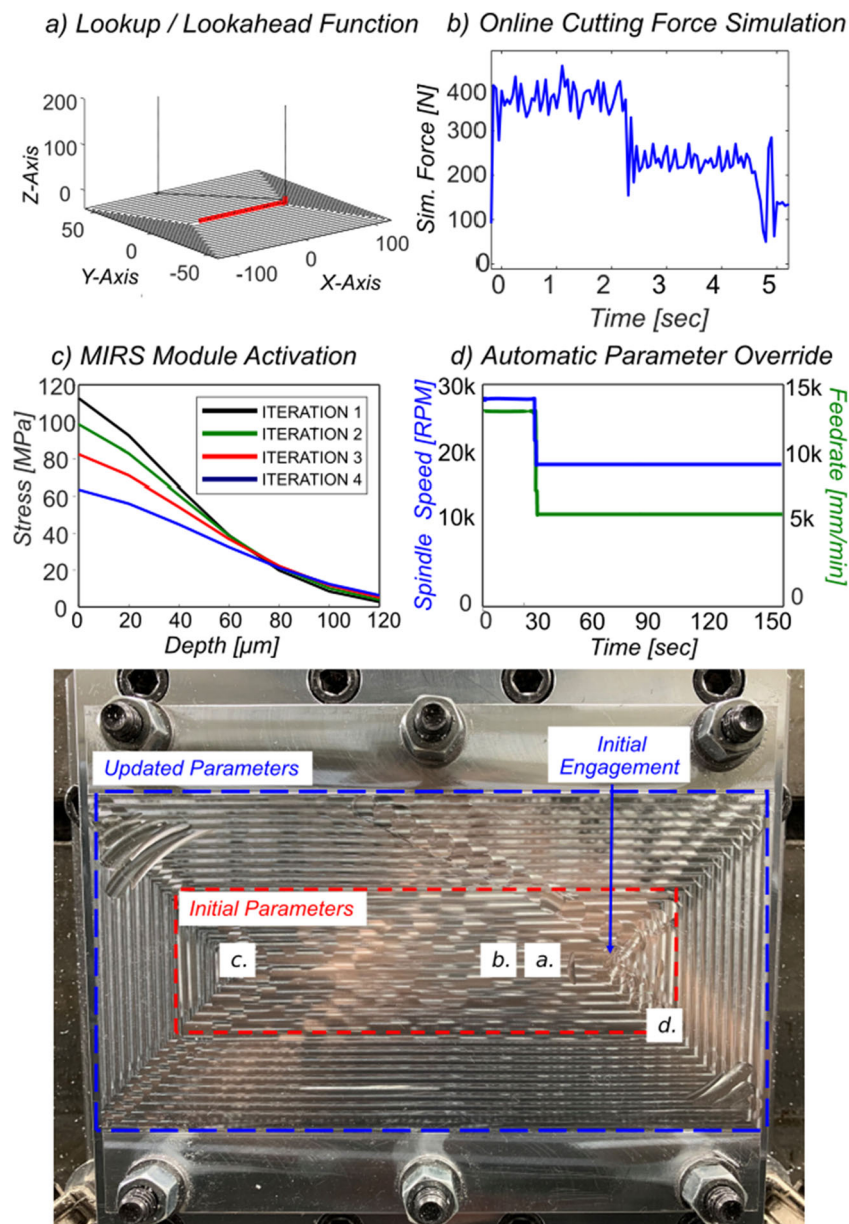 a) Lookup / Lookahead Function
200
100
0
Z-Axis
50
0
-50
Y-Axis
-100
0
100
X-Axis
b) Online Cutting Force Simulation
400
300
200
100
0
Sim. Force [N]
0 1 2 3 4 5
Time [sec]
c) MIRS Module Activation
120
100
80
60
40
20
0
Stress [MPa]
ITERATION 1
ITERATION 2
ITERATION 3
ITERATION 4
0 20 40 60 80 100 120
Depth [µm]
d) Automatic Parameter Override
30k
20k
10k
0
Spindle Speed [RPM]
15k
10k
5k
0
Feedrate [mm/min]
0 30 60 90 120 150
Time [sec]
Updated Parameters
Initial
Engagement
Initial Parameters
c.
b.
a.
d.